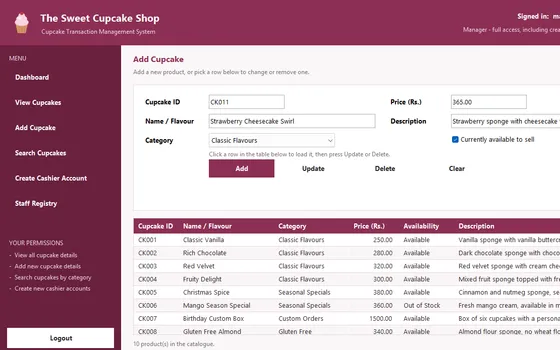 The Sweet Cupcake Shop
Cupcake Transaction Management System
Signed in:
Manager - full access, including
MENU
Dashboard
View Cupcakes
Add Cupcake
Search Cupcakes
Create Cashier Account
Staff Registry
YOUR PERMISSIONS
- View all cupcake details
- Add new cupcake details
- Search cupcakes by category
- Create new cashier accounts
Logout
Add Cupcake
Add a new product, or pick a row below to change or remove one.
Cupcake ID CK011 Price (Rs.) 365.00
Name / Flavour Strawberry Cheesecake Swirl Description Strawberry sponge with cheesecake
Category Classic Flavours Currently available to sell
Click a row in the table below to load it, then press Update or Delete.
Add Update Delete Clear
Cupcake ID Name / Flavour Category Price (Rs.) Availability Description
CK001 Classic Vanilla Classic Flavours 250.00 Available Vanilla sponge with vanilla
CK002 Rich Chocolate Classic Flavours 280.00 Available Dark chocolate sponge with
CK003 Red Velvet Classic Flavours 320.00 Available Red velvet sponge with cream
CK004 Fruity Delight Classic Flavours 300.00 Available Mixed fruit sponge topped with
CK005 Christmas Spice Seasonal Specials 380.00 Available Cinnamon and nutmeg sponge,
CK006 Mango Season Special Seasonal Specials 360.00 Out of Stock Fresh mango cream, available in
CK007 Birthday Custom Box Custom Orders 1500.00 Available Box of six cupcakes with a
CK008 Gluten Free Almond Gluten Free 340.00 Available Almond flour sponge, no wheat
10 product(s) in the catalogue.